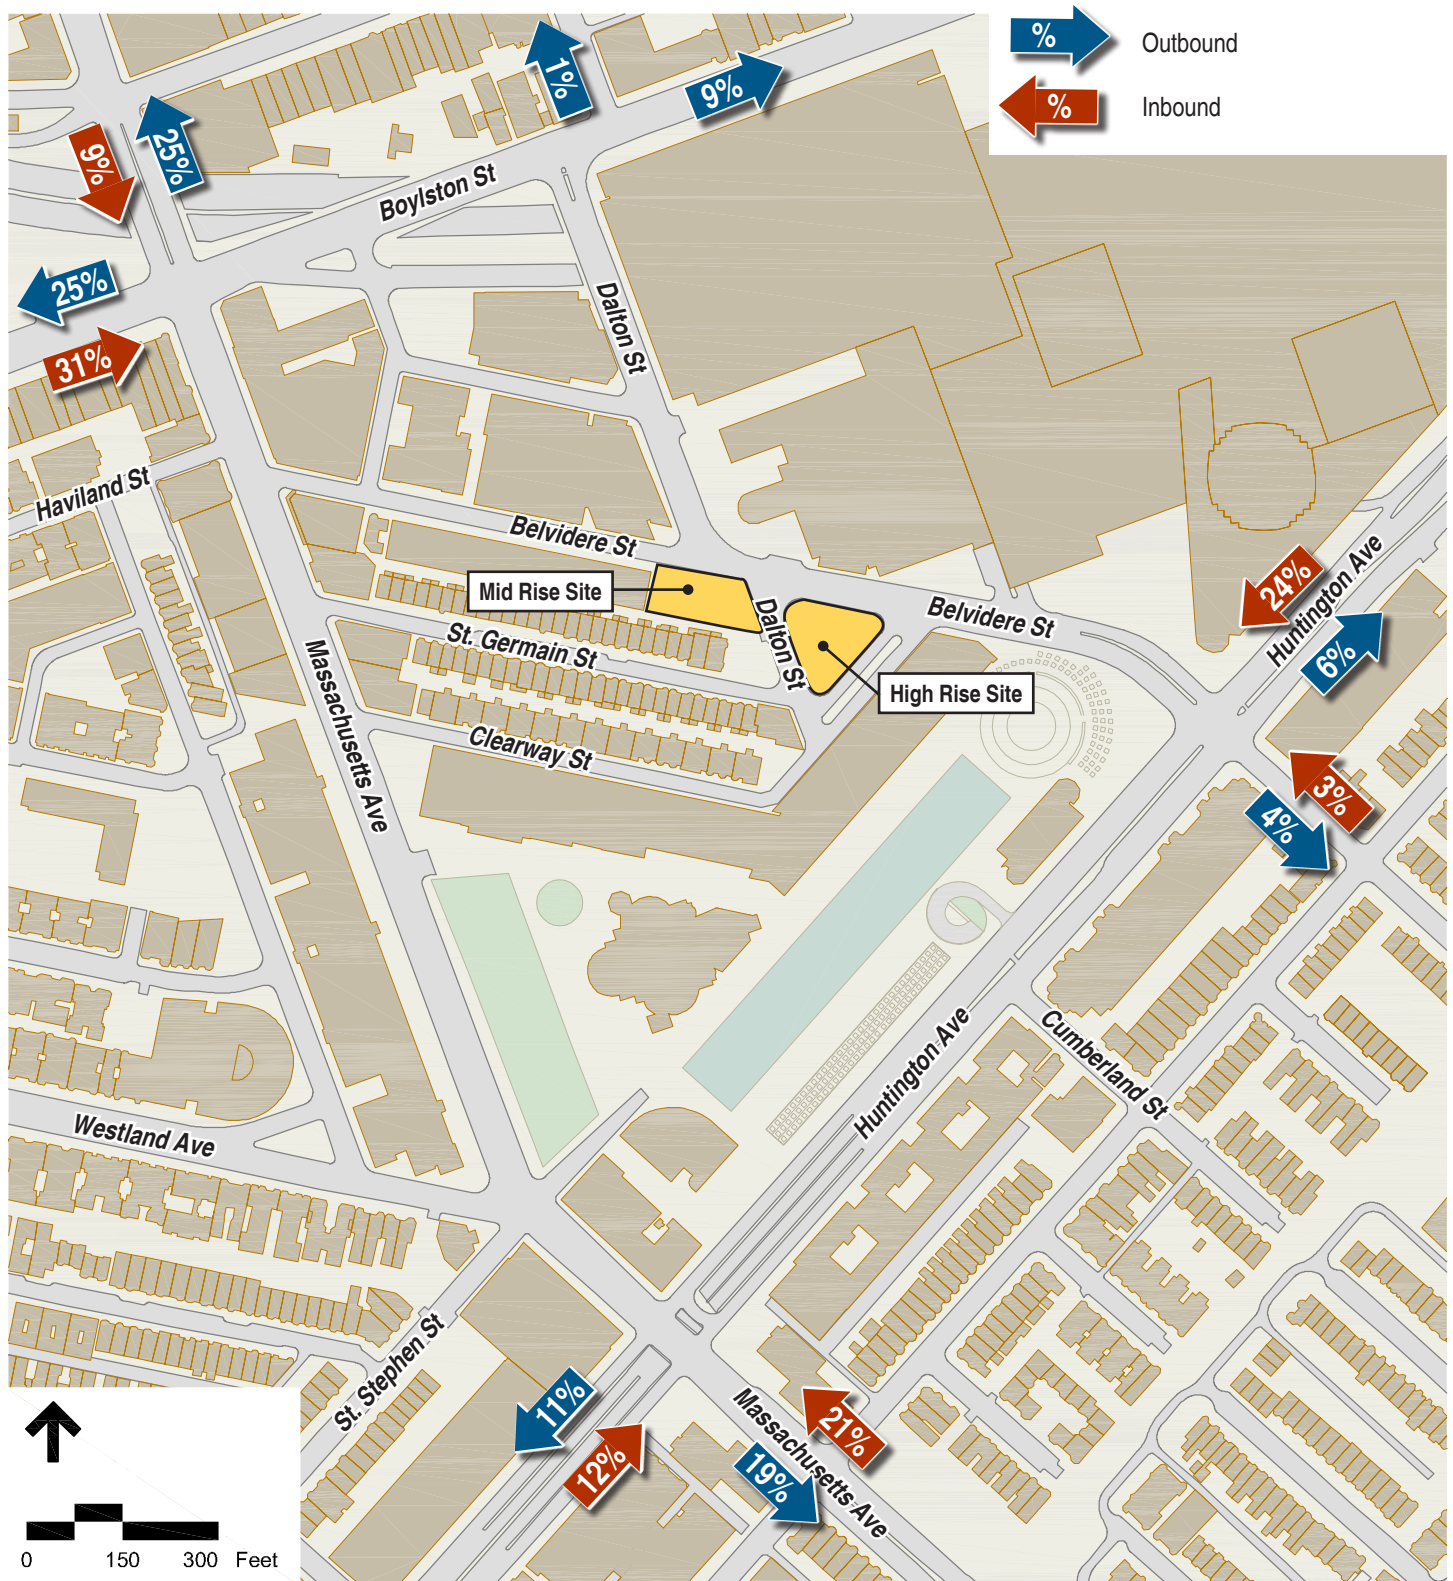 %
Outbound
%
Inbound
1%
9%
9%
25%
Boylston St
25%
31%
Dalton St
Haviland St
Belvidere St
Mid Rise Site
Dalton St
Belvidere St
24%
Huntington Ave
6%
St. Germain St
High Rise Site
Massachusetts Ave
Clearway St
3%
4%
Huntington Ave
Cumberland St
Westland Ave
St. Stephen St
11%
12%
Massachusetts Ave
21%
19%
0 150 300 Feet